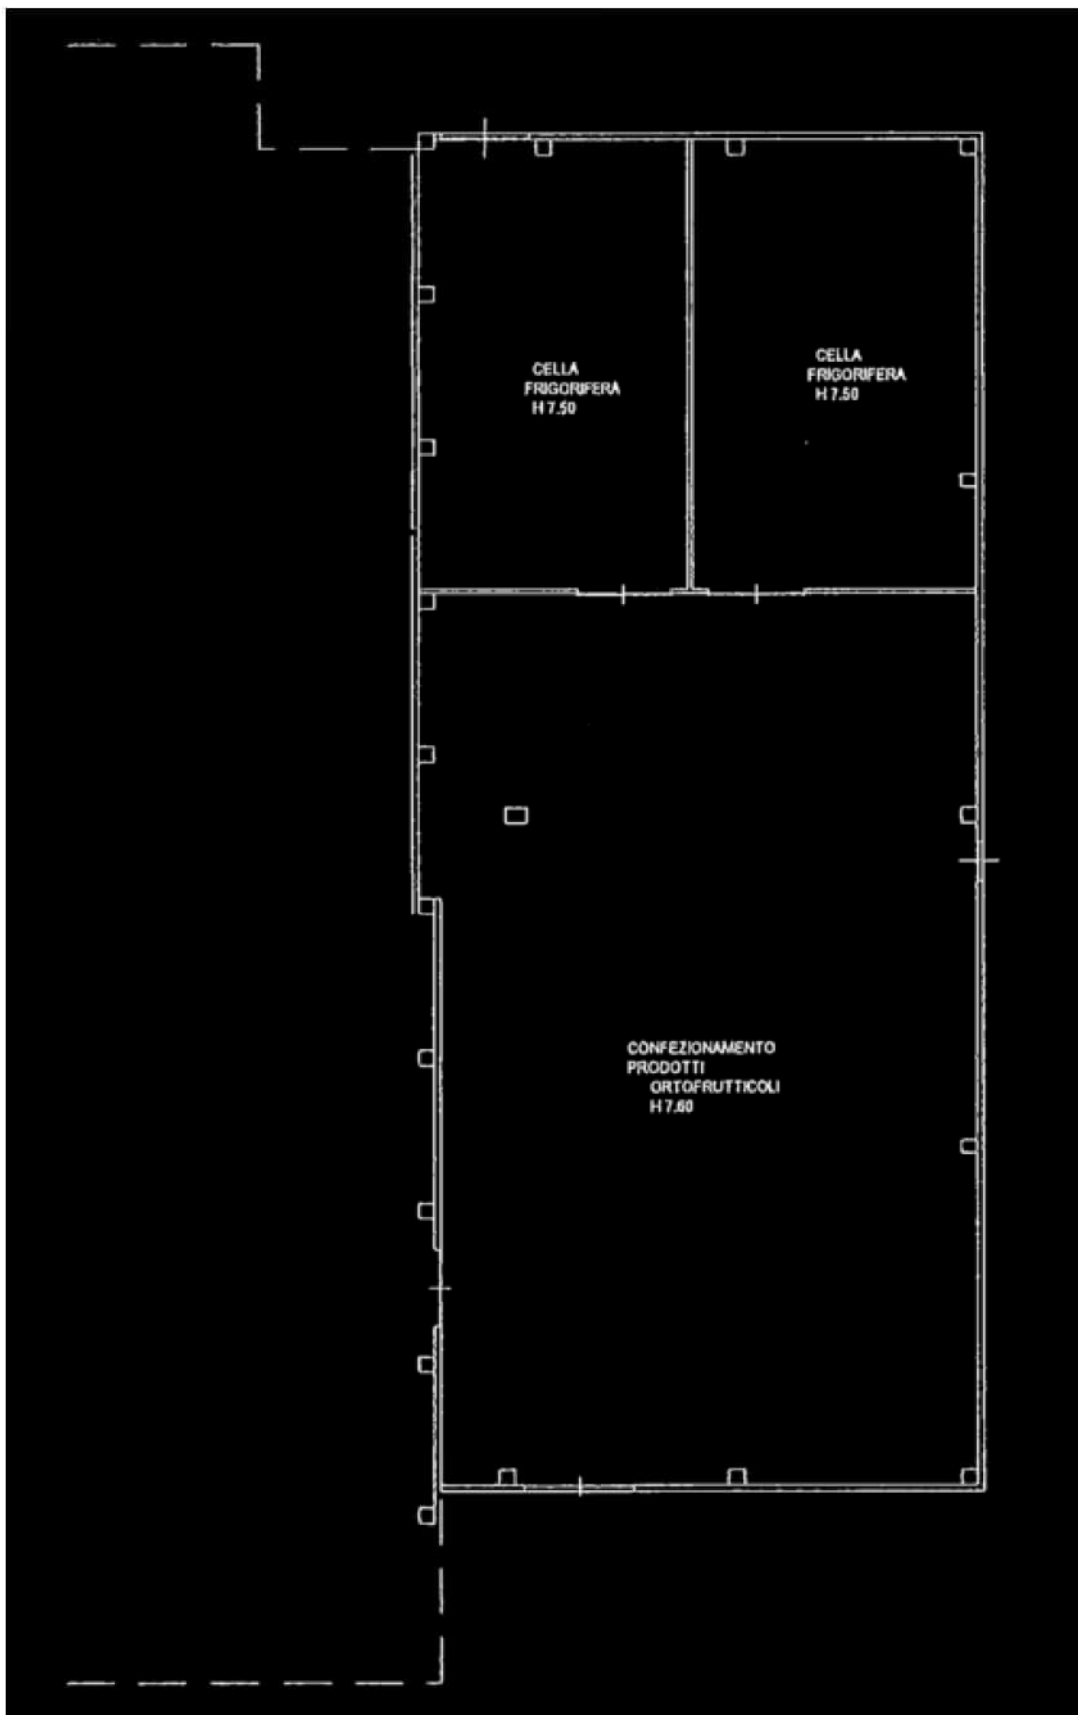 CELLA
FRIGORIFERA
H 7.50
CELLA
FRIGORIFERA
H 7.50
CONFEZIONAMENTO
PRODOTTI
ORTOFRUTTICOLI
H 7.60